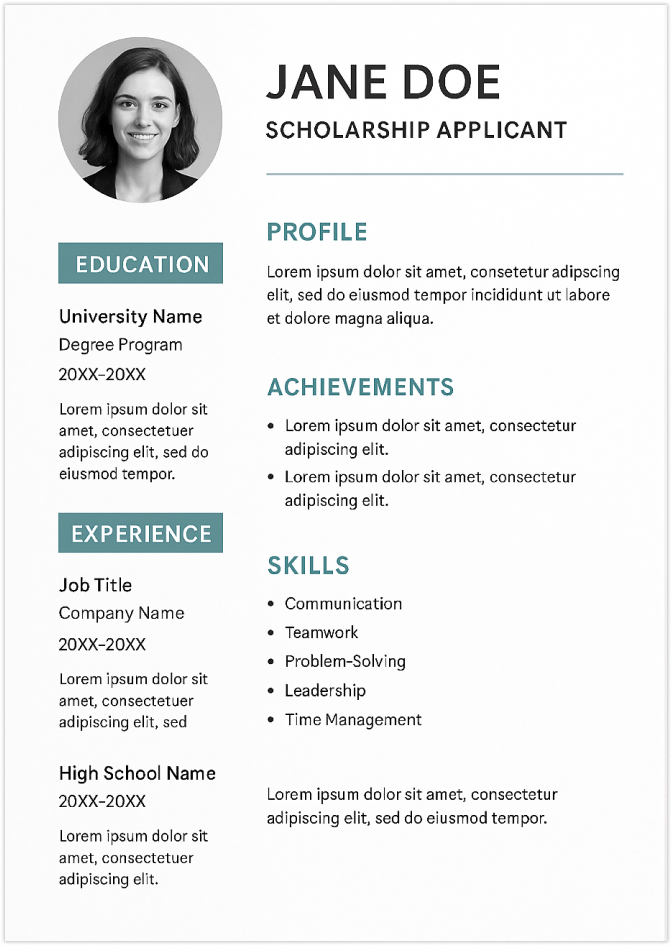 JANE DOE
SCHOLARSHIP APPLICANT
EDUCATION
University Name
Degree Program
20XX–20XX
Lorem ipsum dolor sit
amet, consectetuer
adipiscing elit, sed do
eiusmod tempor.
EXPERIENCE
Job Title
Company Name
20XX–20XX
Lorem ipsum dolor sit
amet, consectetuer
adipiscing elit, sed
High School Name
20XX–20XX
Lorem ipsum dolor sit
amet, consectetuer
adipiscing elit.
PROFILE
Lorem ipsum dolor sit amet, consetetur adipscing
elit, sed do eiusmod tempor incididunt ut labore
et dolore magna aliqua.
ACHIEVEMENTS
• Lorem ipsum dolor sit amet, consectetur
adipiscing elit.
• Lorem ipsum dolor sit amet, consectetur
adipiscing elit.
SKILLS
• Communication
• Teamwork
• Problem-Solving
• Leadership
• Time Management
Lorem ipsum dolor sit amet, consectetur
adipiscing elit, sed do eiusmod tempor.